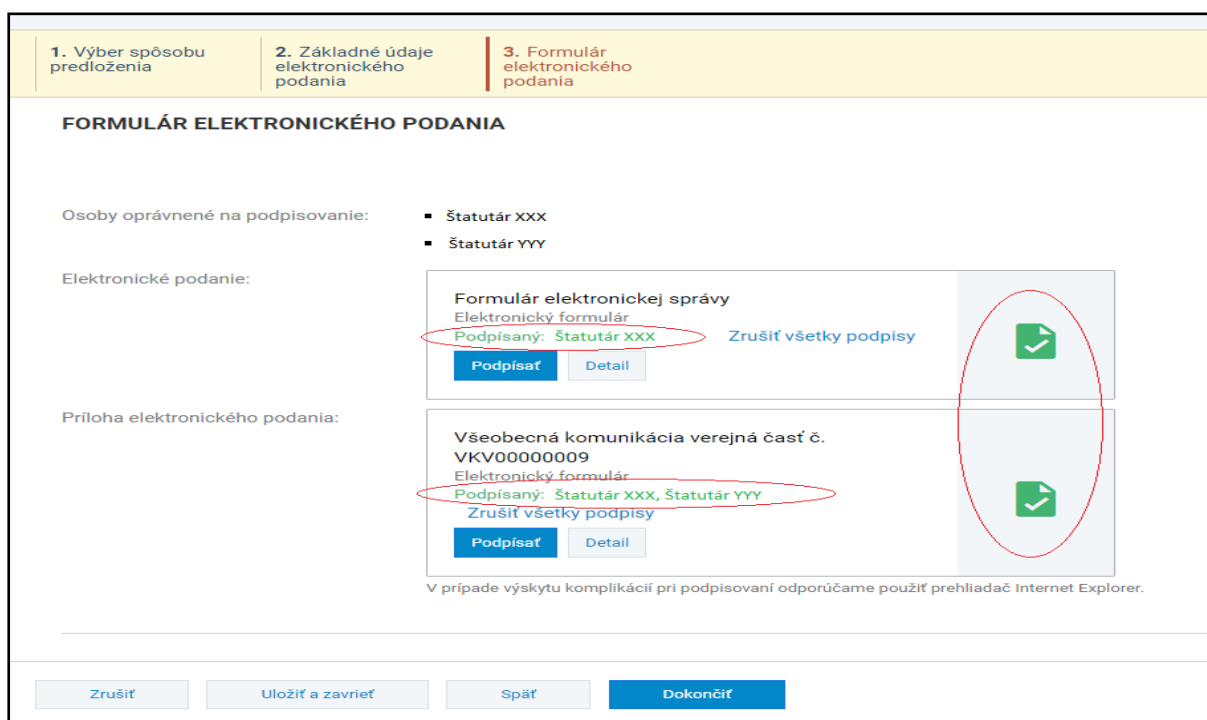 1. Výber spôsobu
predloženia
2. Základné údaje
elektronického
podania
3. Formulár
elektronického
podania
FORMULÁR ELEKTRONICKÉHO PODANIA
Osoby oprávnené na podpisovanie:
Štatutár XXX
Štatutár YYY
Elektronické podanie:
Formulár elektronickej správy
Elektronický formulár
Podpísaný: Štatutár XXX Zrušiť všetky podpisy
Podpísať Detail
Príloha elektronického podania:
Všeobecná komunikácia verejná časť č.
VKV00000009
Elektronický formulár
Podpísaný: Štatutár XXX, Štatutár YYY
Zrušiť všetky podpisy
Podpísať Detail
V prípade výskytu komplikácií pri podpisovaní odporúčame použiť prehliadač Internet Explorer.
Zrušiť Uložiť a zavrieť Späť Dokončiť